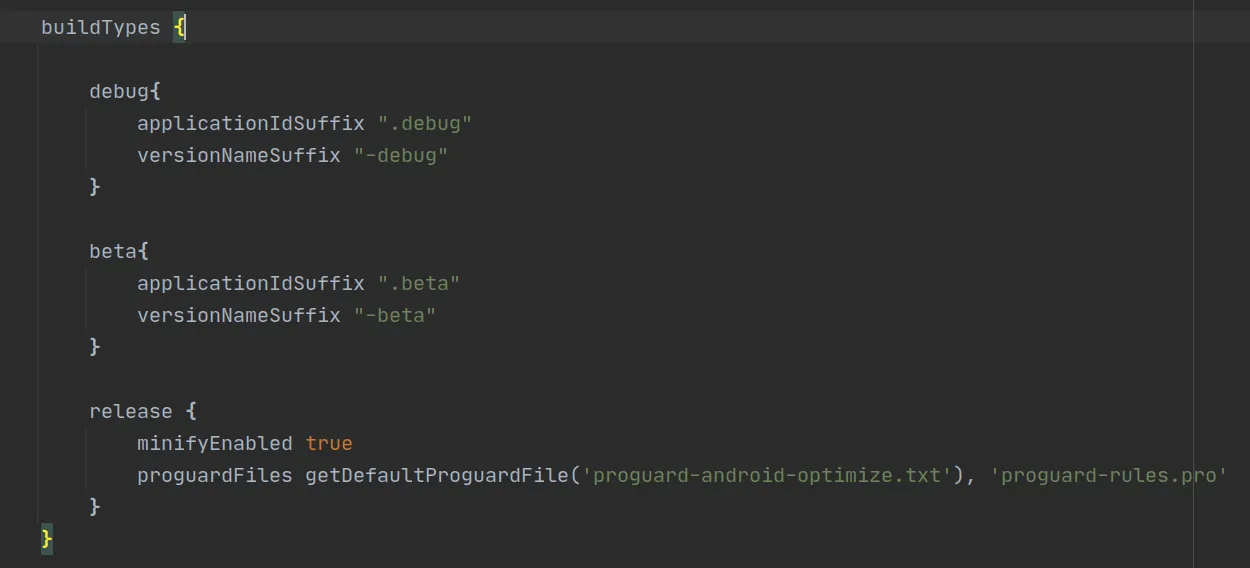 buildTypes {
debug{
applicationIdSuffix ".debug"
versionNameSuffix "-debug"
}
beta{
applicationIdSuffix ".beta"
versionNameSuffix "-beta"
}
release {
minifyEnabled true
proguardFiles getDefaultProguardFile('proguard-android-optimize.txt'), 'proguard-rules.pro'
}
}